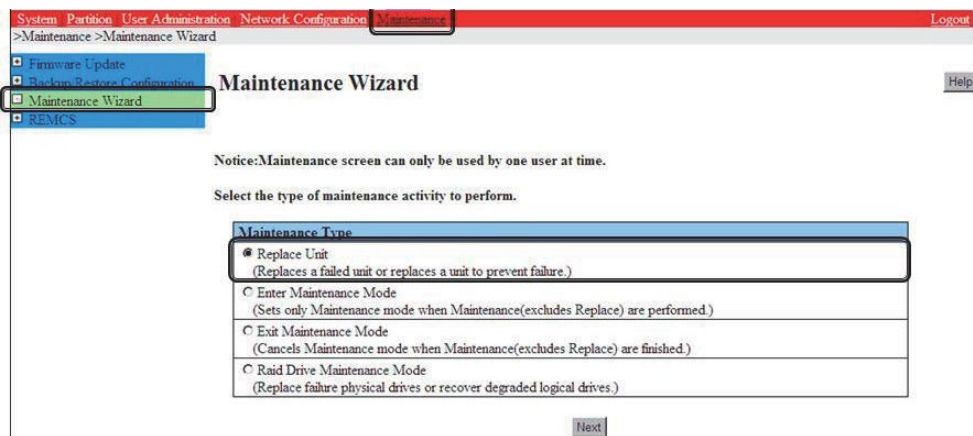 System Partition User Administration Network Configuration Maintenance Logout
>Maintenance >Maintenance Wizard
Firmware Update
Backup/Restore Configuration
Maintenance Wizard
REMCS
Maintenance Wizard
Help
Notice:Maintenance screen can only be used by one user at time.
Select the type of maintenance activity to perform.
Maintenance Type
Replace Unit
(Replaces a failed unit or replaces a unit to prevent failure.)
Enter Maintenance Mode
(Sets only Maintenance mode when Maintenance(excludes Replace) are performed.)
Exit Maintenance Mode
(Cancels Maintenance mode when Maintenance(excludes Replace) are finished.)
Raid Drive Maintenance Mode
(Replace failure physical drives or recover degraded logical drives.)
Next